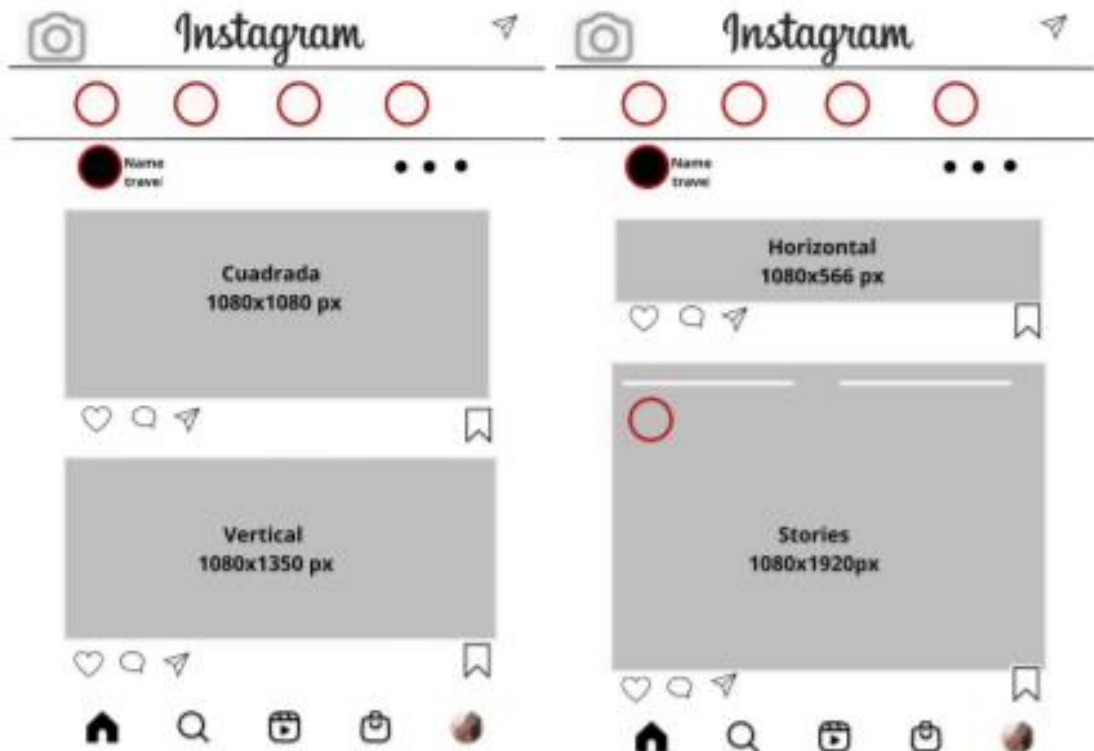 Instagram
Name
travel
Cuadrada
1080x1080 px
Vertical
1080x1350 px
Instagram
Name
travel
Horizontal
1080x566 px
Stories
1080x1920px